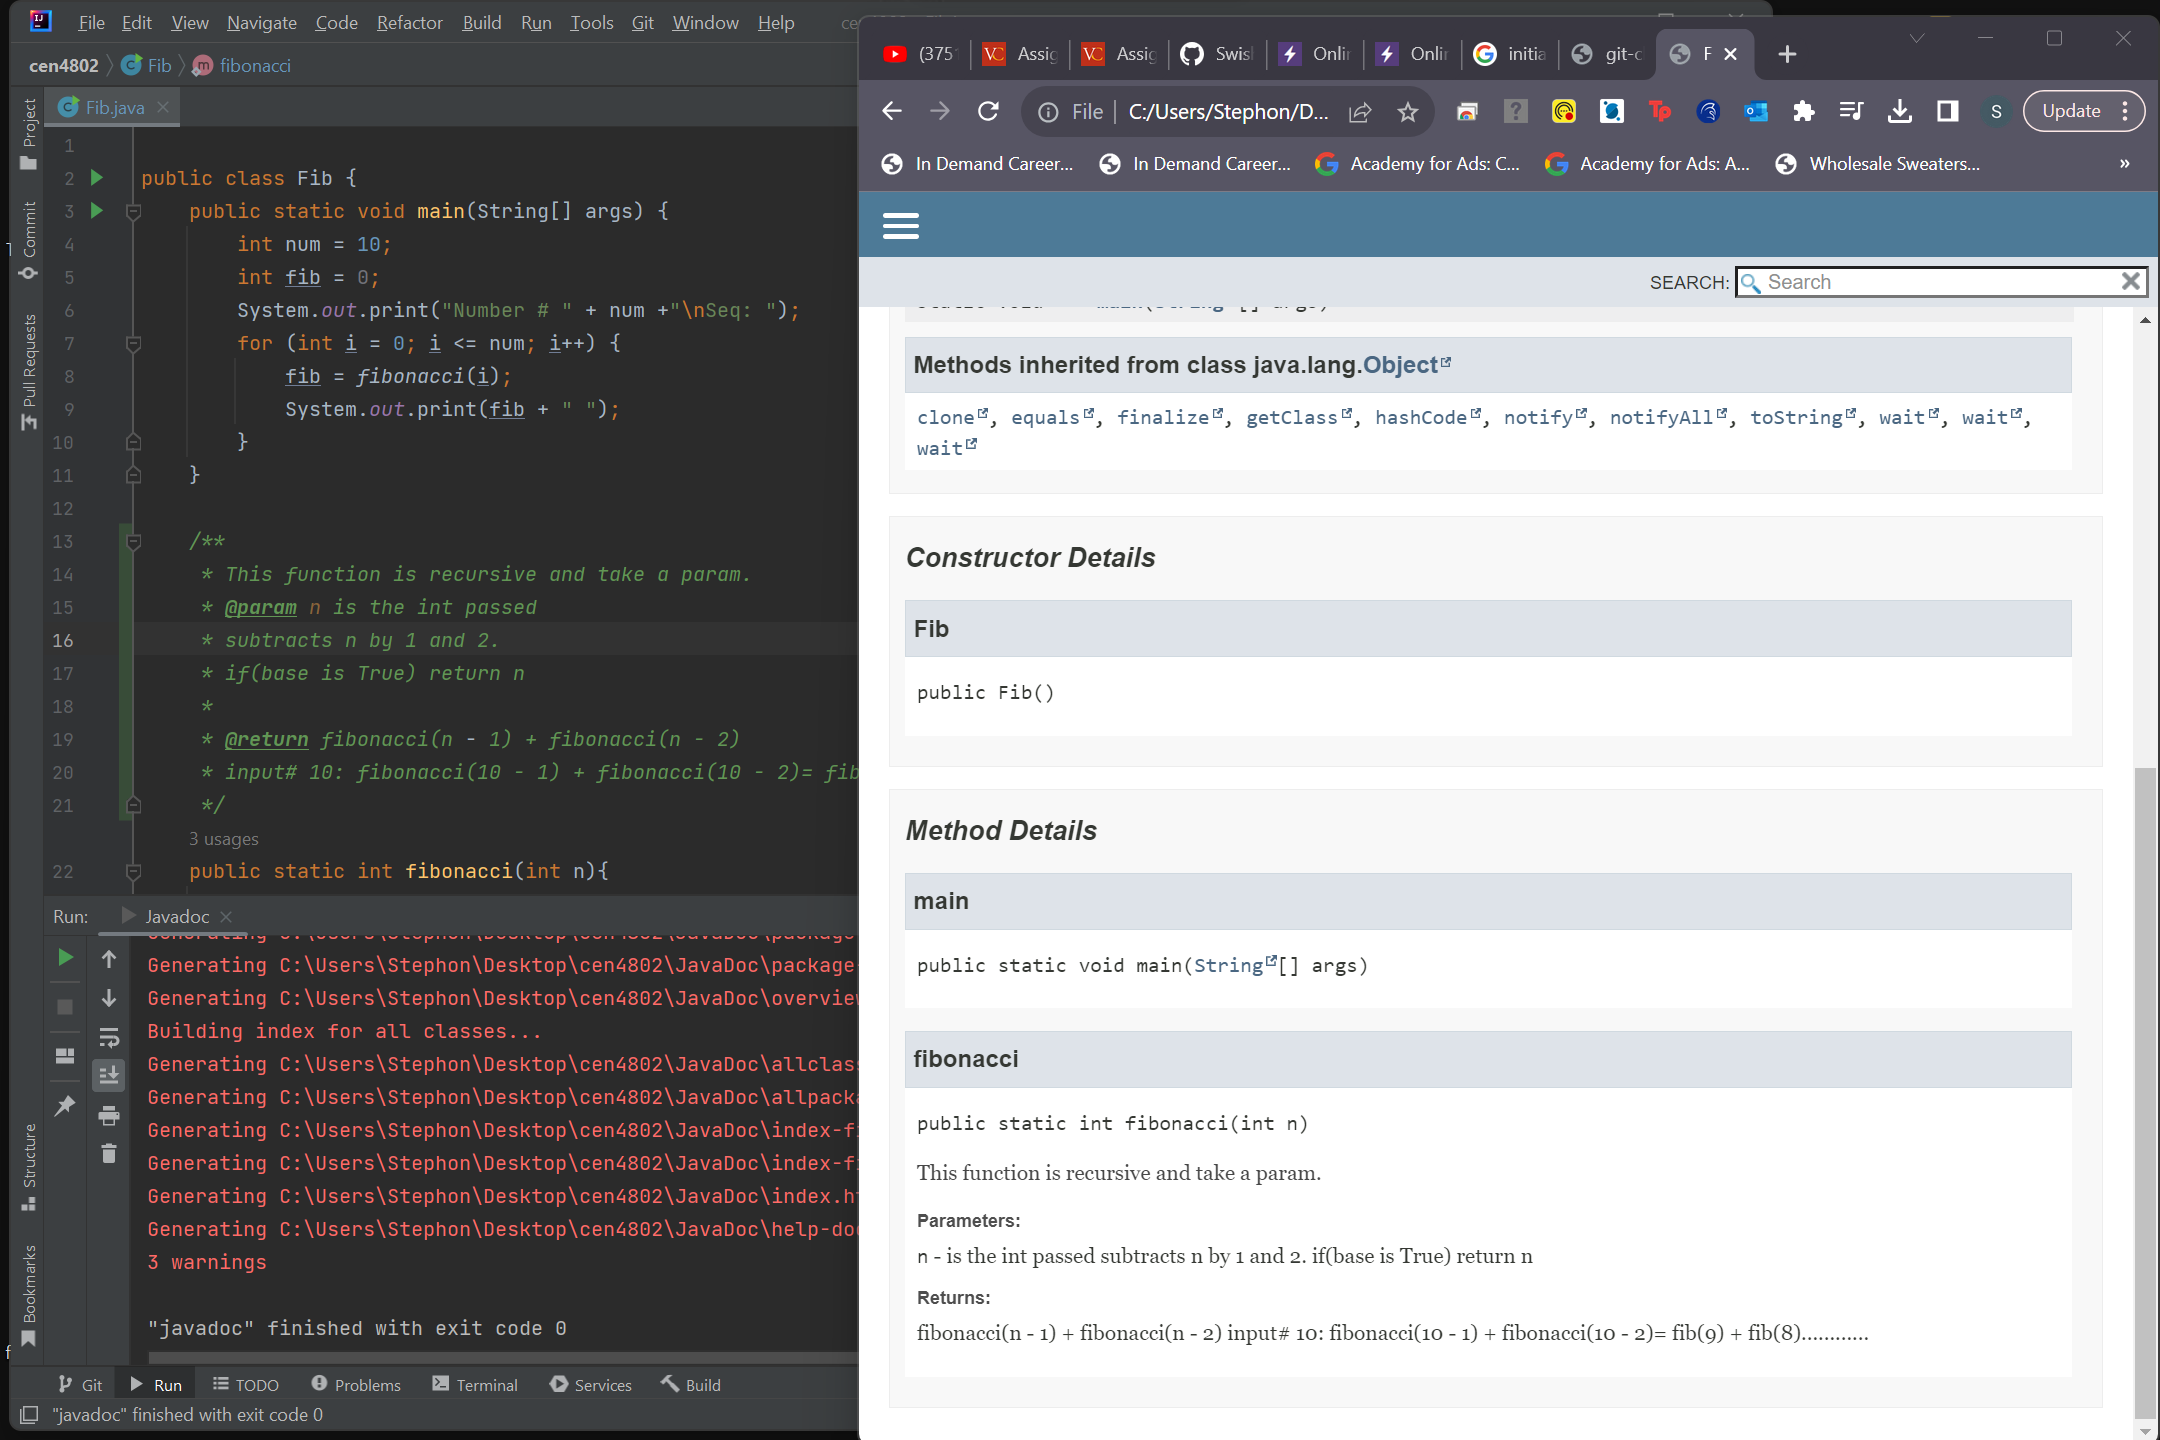 File Edit View Navigate Code Refactor Build Run Tools Git Window Help
cen4802 Fib fibonacci
Fib.java
Project
Commit
Pull Requests
Structure
Bookmarks
1
2 public class Fib {
3 public static void main(String[] args) {
4 int num = 10;
5 int fib = 0;
6 System.out.print("Number # " + num +"\nSeq: ");
7 for (int i = 0; i <= num; i++) {
8 fib = fibonacci(i);
9 System.out.print(fib + " ");
10 }
11 }
12
13 /**
14 * This function is recursive and take a param.
15 * @param n is the int passed
16 * subtracts n by 1 and 2.
17 * if(base is True) return n
18 *
19 * @return fibonacci(n - 1) + fibonacci(n - 2)
20 * input# 10: fibonacci(10 - 1) + fibonacci(10 - 2)= fib
21 */
3 usages
22 public static int fibonacci(int n){
Run: Javadoc
Generating C:\Users\Stephon\Desktop\cen4802\JavaDoc\package
Generating C:\Users\Stephon\Desktop\cen4802\JavaDoc\package
Generating C:\Users\Stephon\Desktop\cen4802\JavaDoc\overview
Building index for all classes...
Generating C:\Users\Stephon\Desktop\cen4802\JavaDoc\allclas
Generating C:\Users\Stephon\Desktop\cen4802\JavaDoc\allpack
Generating C:\Users\Stephon\Desktop\cen4802\JavaDoc\index-f
Generating C:\Users\Stephon\Desktop\cen4802\JavaDoc\index-f
Generating C:\Users\Stephon\Desktop\cen4802\JavaDoc\index.h
Generating C:\Users\Stephon\Desktop\cen4802\JavaDoc\help-do
3 warnings
"javadoc" finished with exit code 0
Git Run TODO Problems Terminal Services Build
"javadoc" finished with exit code 0
(375 Assig Assig Swis Onli Onli initia git-c F
File C:/Users/Stephon/D... Tp S Update
In Demand Career... In Demand Career... Academy for Ads: C... Academy for Ads: A... Wholesale Sweaters... »
SEARCH: Search
static void main(String[] args)
Methods inherited from class java.lang.Object
clone, equals, finalize, getClass, hashCode, notify, notifyAll, toString, wait, wait,
wait
Constructor Details
Fib
public Fib()
Method Details
main
public static void main(String[] args)
fibonacci
public static int fibonacci(int n)
This function is recursive and take a param.
Parameters:
n - is the int passed subtracts n by 1 and 2. if(base is True) return n
Returns:
fibonacci(n - 1) + fibonacci(n - 2) input# 10: fibonacci(10 - 1) + fibonacci(10 - 2)= fib(9) + fib(8)............